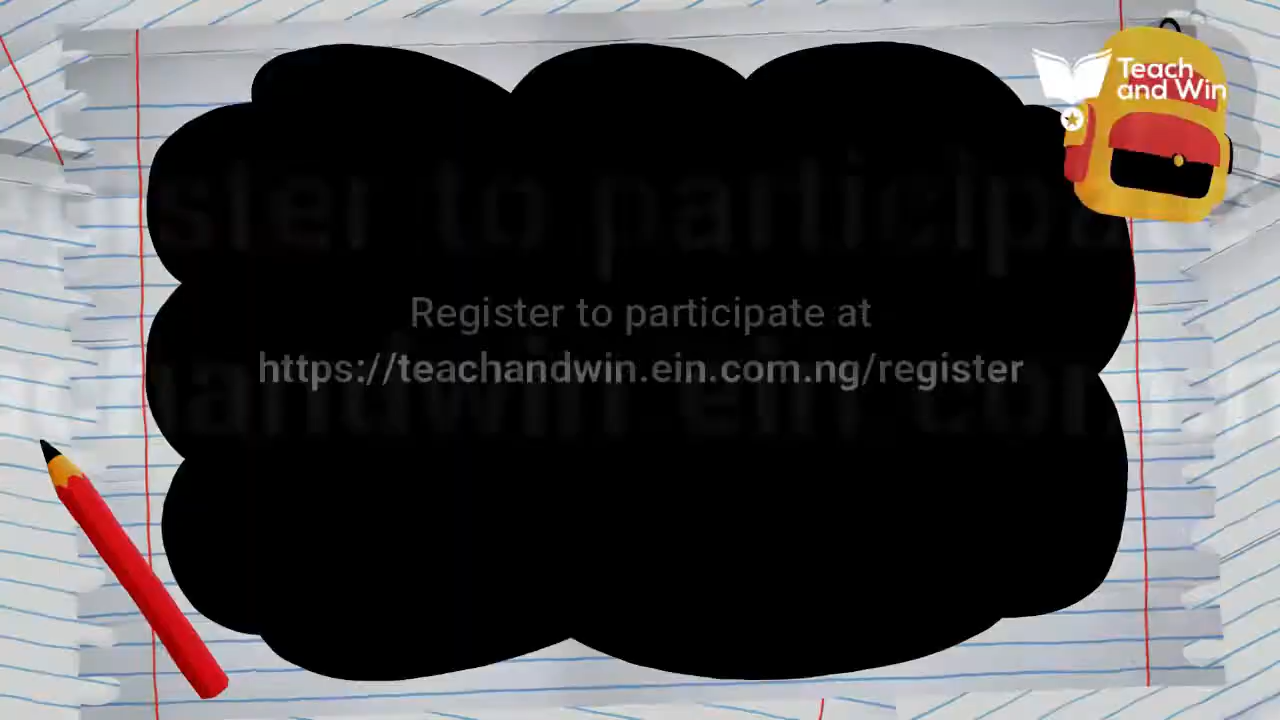 Teach
and Win
Register to participate at
https://teachandwin.ein.com.ng/register